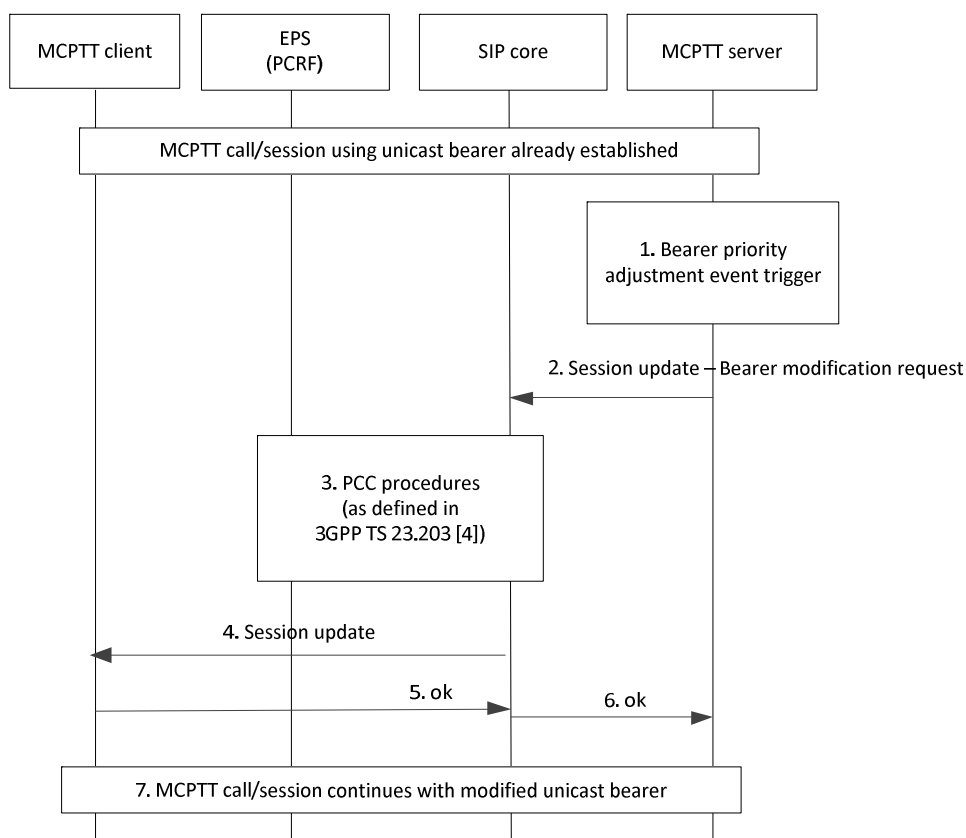 MCPTT client
EPS
(PCRF)
SIP core
MCPTT server
MCPTT call/session using unicast bearer already established
1. Bearer priority
adjustment event trigger
2. Session update – Bearer modification request
3. PCC procedures
(as defined in
3GPP TS 23.203 [4])
4. Session update
5. ok
6. ok
7. MCPTT call/session continues with modified unicast bearer